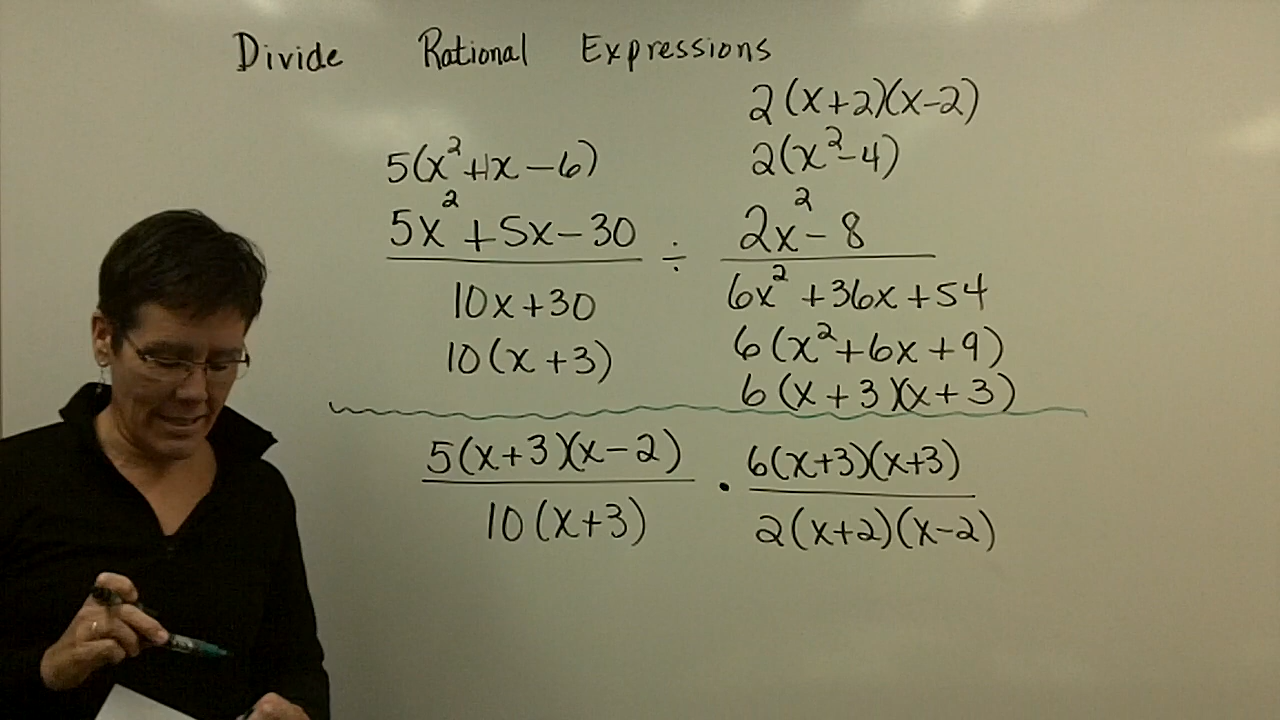 Divide Rational Expressions
2(x+2)(x-2)
5(x²+1x-6) 2(x²-4)
5x²+5x-30 ÷ 2x²-8
10x+30 6x²+36x+54
10(x+3) 6(x²+6x+9)
6(x+3)(x+3)
5(x+3)(x-2) · 6(x+3)(x+3)
10(x+3) 2(x+2)(x-2)